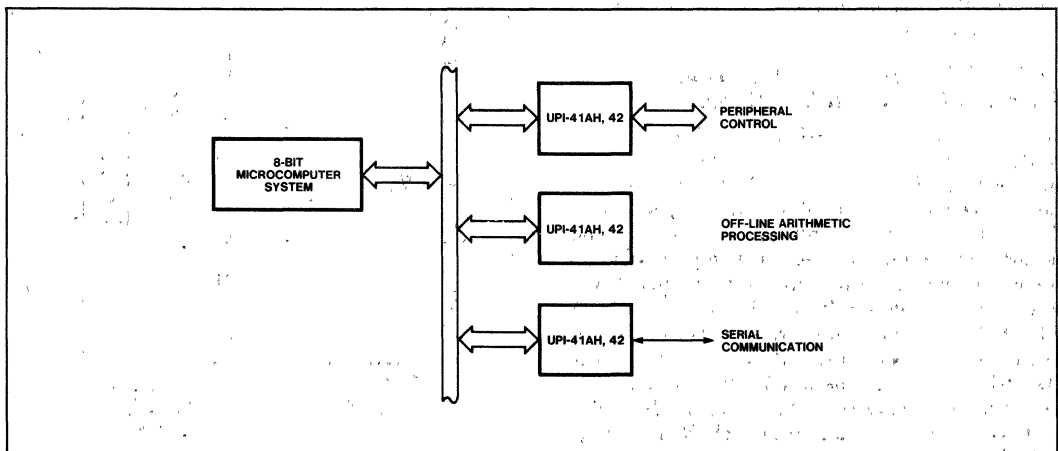 UPI-41AH, 42
PERIPHERAL
CONTROL
8-BIT
MICROCOMPUTER
SYSTEM
UPI-41AH, 42
OFF-LINE ARITHMETIC
PROCESSING
UPI-41AH, 42
SERIAL
COMMUNICATION